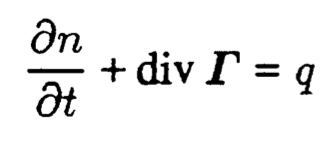 ∂n/∂t + div Γ = q